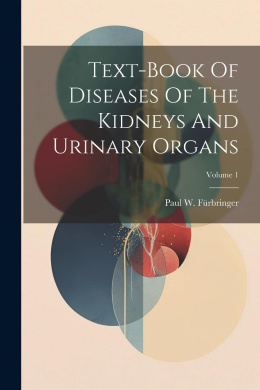 Text-Book Of
Diseases Of The
Kidneys And
Urinary Organs
Volume 1
Paul W. Fürbringer